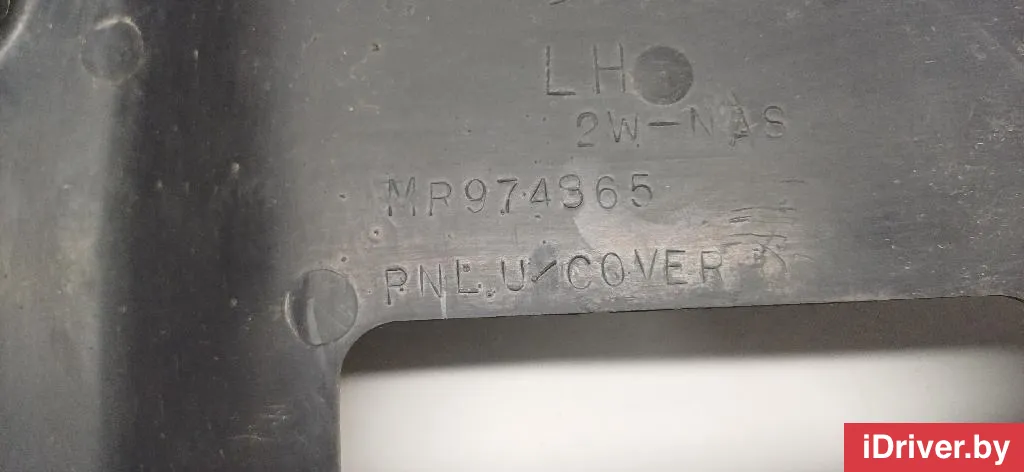 LH
2W-NAS
MR974365
PNL.U/COVER
iDriver.by